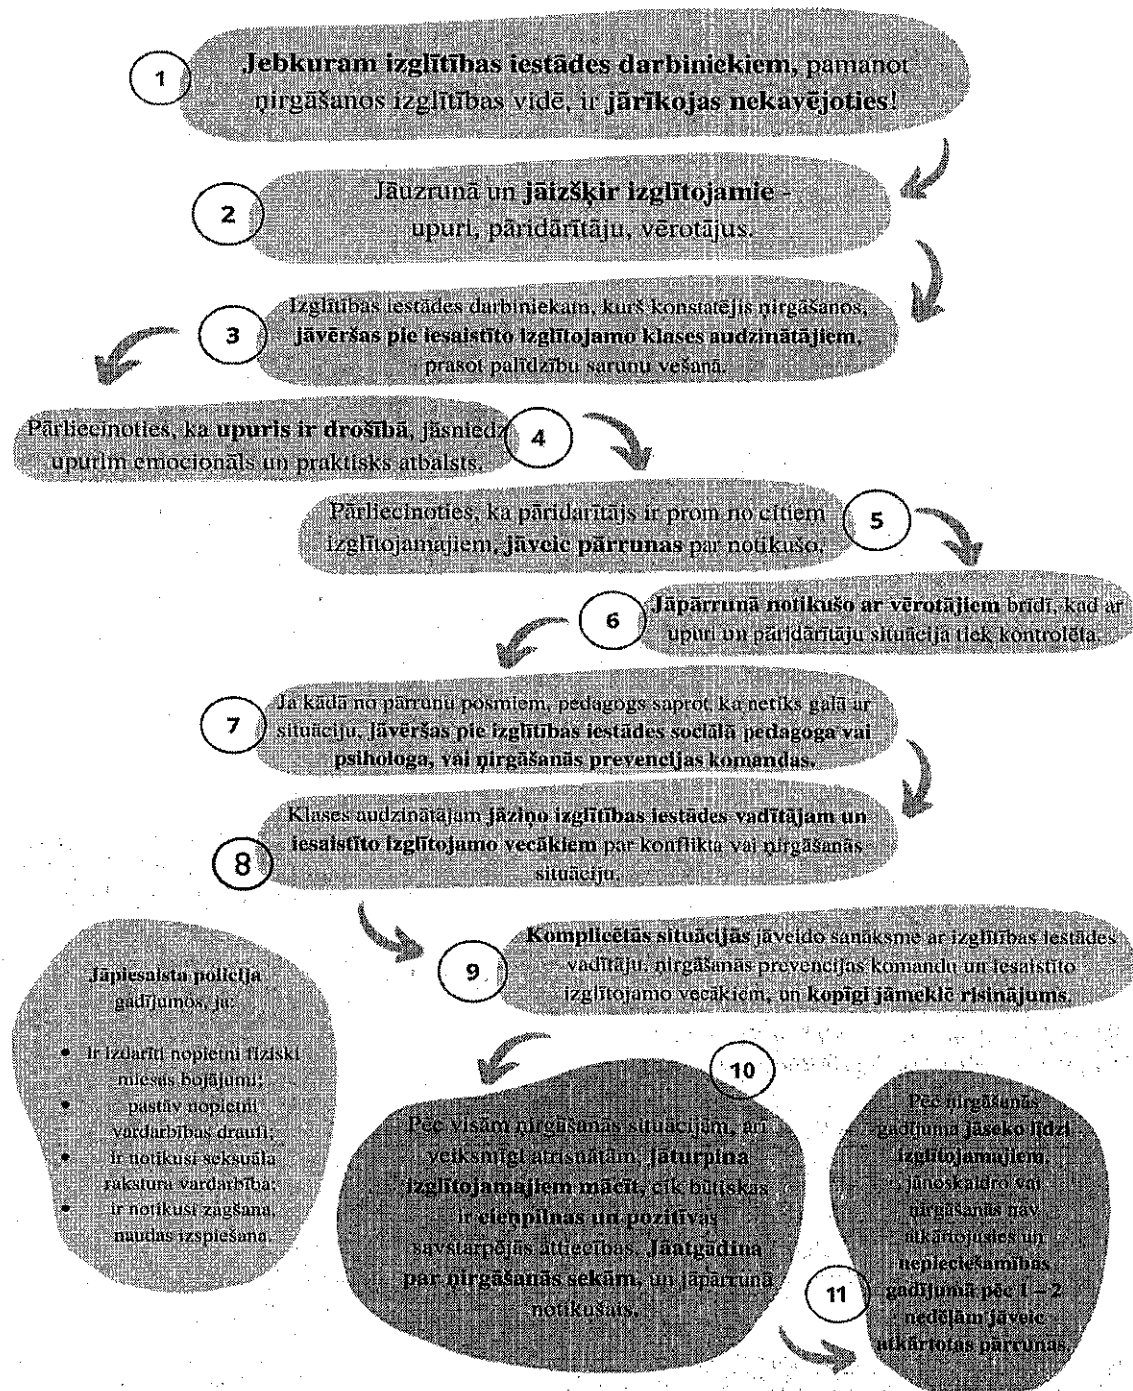 1
Jebkuram izglītības iestādes darbiniekiem, pamanot
ņirgāšanos izglītības vidē, ir jārīkojas nekavējoties!
2
Jāuzrunā un jāizšķir izglītojamie -
upuri, pāridarītāju, vērotājus.
3
Izglītības iestādes darbiniekam, kurš konstatējis ņirgāšanos,
jāvēršas pie iesaistīto izglītojamo klases audzinātājiem,
prasot palīdzību sarunu vešanā.
Pārliecinoties, ka upuris ir drošībā, jāsniedz
upurim emocionāls un praktisks atbalsts.
4
Pārliecinoties, ka pāridarītājs ir prom no citiem
izglītojamajiem, jāveic pārrunas par notikušo.
5
6
Jāpārrunā notikušo ar vērotājiem brīdī, kad ar
upuri un pāridarītāju situācija tiek kontrolēta.
7
Ja kādā no pārrunu posmiem, pedagogs saprot, ka netiks galā ar
situāciju, jāvēršas pie izglītības iestādes sociālā pedagoga vai
psihologa, vai ņirgāšanās prevencijas komandas.
8
Klases audzinātājam jāziņo izglītības iestādes vadītājam un
iesaistīto izglītojamo vecākiem par konflikta vai ņirgāšanās
situāciju.
9
Komplicētās situācijās jāveido sanāksme ar izglītības iestādes
vadītāju, ņirgāšanās prevencijas komandu un iesaistīto
izglītojamo vecākiem, un kopīgi jāmeklē risinājums.
Jāpiesaista policija
gadījumos, ja:
• ir izdarīti nopietni fiziski
miesas bojājumi;
• pastāv nopietni
vardarbības draudi;
• ir notikusi seksuāla
rakstura vardarbība;
• ir notikusi zagšana,
naudas izspiešana.
10
Pēc visām ņirgāšanās situācijām, arī
veiksmīgi atrisinātām, jāturpina
izglītojamajiem mācīt, cik būtiskas
ir cieņpilnas un pozitīvas
savstarpējās attiecības. Jāatgādina
par ņirgāšanās sekām, un jāpārrunā
notikušais.
11
Pēc ņirgāšanās
gadījuma jāseko līdzi
izglītojamajiem,
jānoskaidro vai
ņirgāšanās nav
atkārtojusies un
nepieciešamības
gadījumā pēc 1 – 2
nedēļām jāveic
atkārtotas pārrunas.